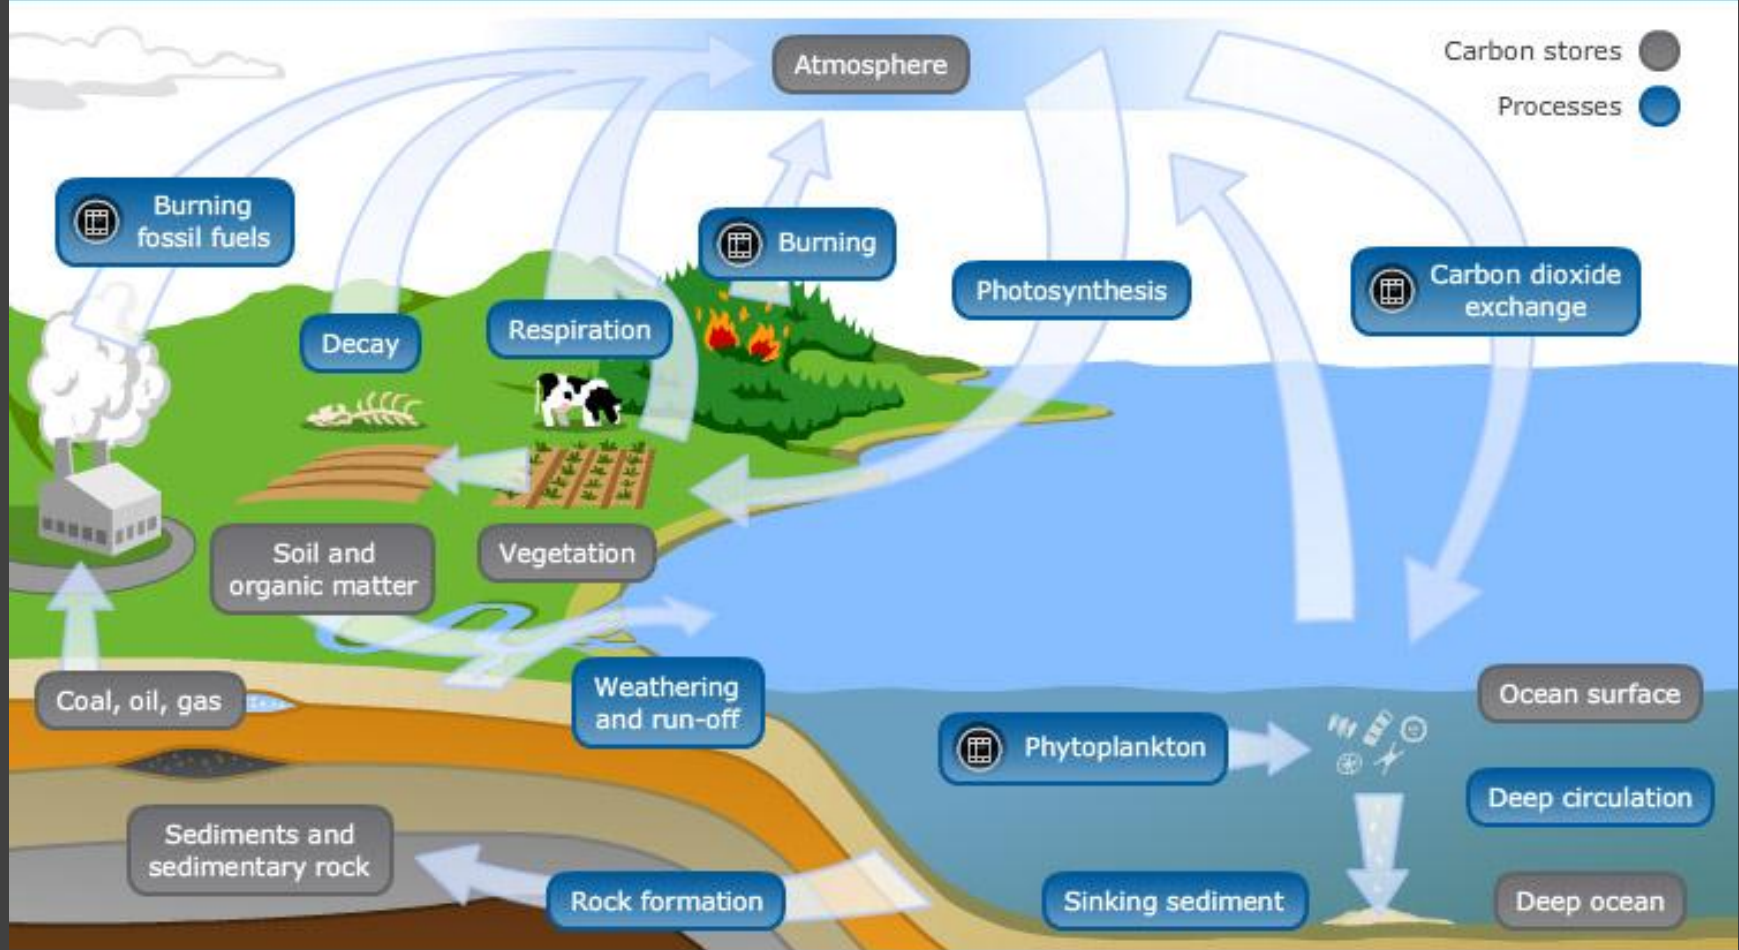 Atmosphere
Carbon stores
Processes
Burning
fossil fuels
Burning
Photosynthesis
Carbon dioxide
exchange
Decay
Respiration
Soil and
organic matter
Vegetation
Coal, oil, gas
Weathering
and run-off
Ocean surface
Phytoplankton
Deep circulation
Sediments and
sedimentary rock
Rock formation
Sinking sediment
Deep ocean